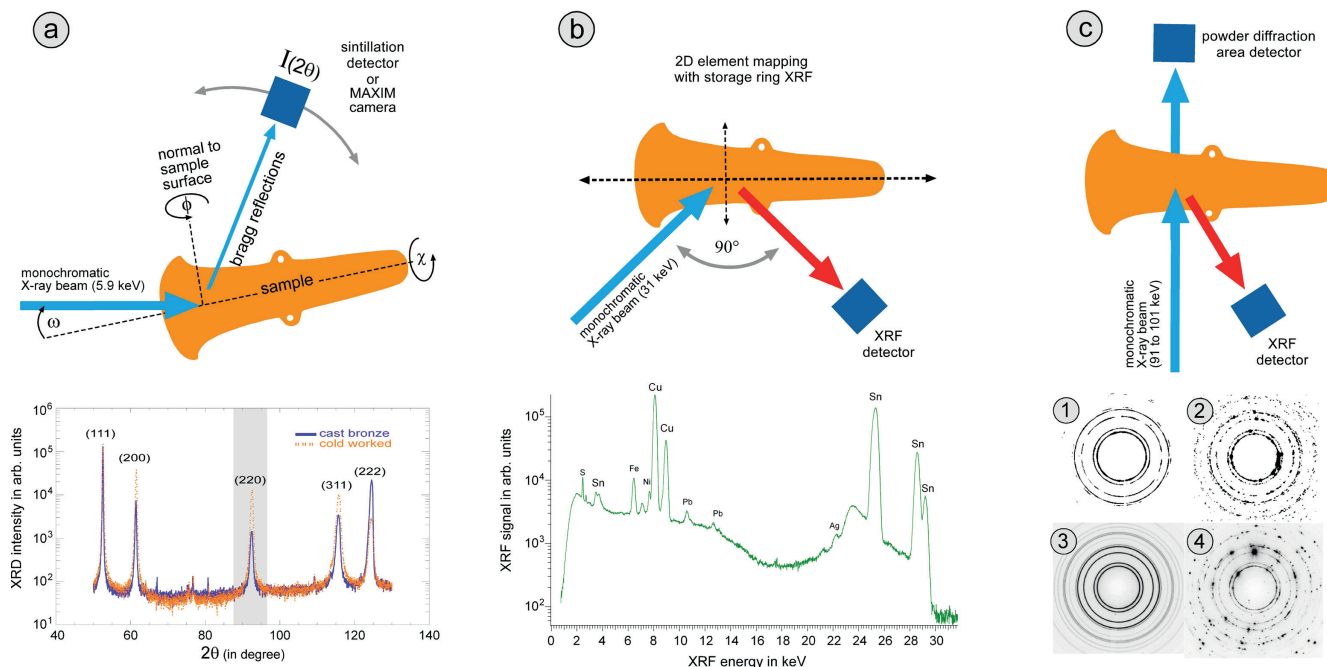 a
I(2θ)
sintillation
detector
or
MAXIM
camera
normal to
sample
surface
ϕ
bragg reflections
χ
monochromatic
X-ray beam (5.9 keV)
sample
ω
XRD intensity in arb. units
10⁶
10⁵
10⁴
10³
10²
10¹
(111)
(200)
(220)
(311)
(222)
cast bronze
cold worked
40
60
80
100
120
140
2θ (in degree)
b
2D element mapping
with storage ring XRF
90°
monochromatic
X-ray beam (31 keV)
XRF
detector
XRF signal in arb. units
10⁵
10⁴
10³
10²
S
Sn
Fe
Ni
Cu
Cu
Pb
Pb
Ag
Sn
Sn
Sn
0 2 4 6 8 10 12 14 16 18 20 22 24 26 28 30
XRF energy in keV
c
powder diffraction
area detector
monochromatic
X-ray beam
(91 to 101 keV)
XRF
detector
1
2
3
4